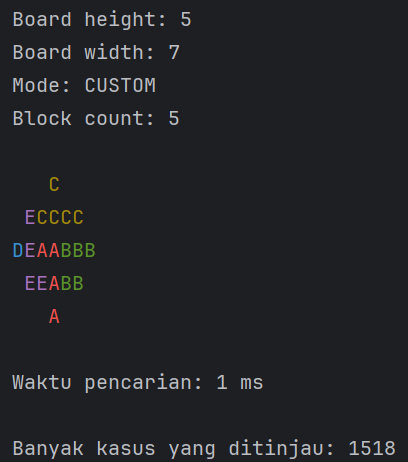 Board height: 5
Board width: 7
Mode: CUSTOM
Block count: 5

   C
 ECCCC
DEAABBB
 EEABB
   A

Waktu pencarian: 1 ms

Banyak kasus yang ditinjau: 1518